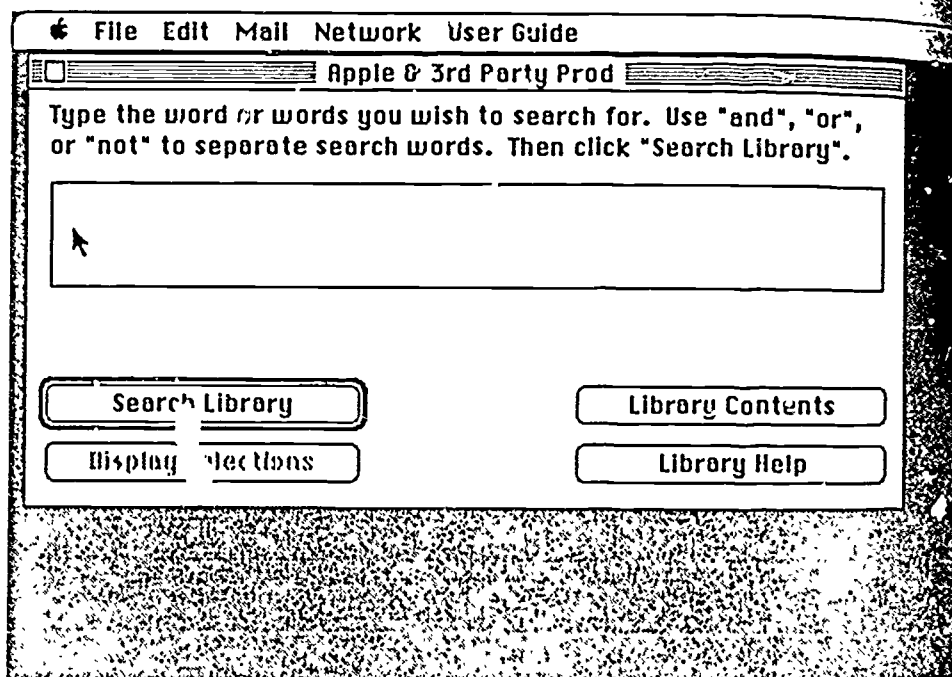 File Edit Mail Network User Guide
Apple & 3rd Party Prod
Type the word or words you wish to search for. Use "and", "or",
or "not" to separate search words. Then click "Search Library".
Search Library
Library Contents
Display
Library Help